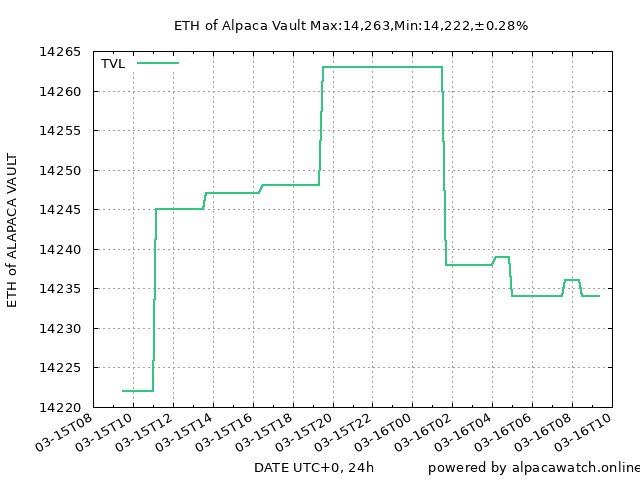 ETH of Alpaca Vault Max:14,263,Min:14,222,±0.28%
TVL
14265
14260
14255
14250
14245
14240
14235
14230
14225
14220
ETH of ALAPACA VAULT
03-15T08
03-15T10
03-15T12
03-15T14
03-15T16
03-15T18
03-15T20
03-15T22
03-16T00
03-16T02
03-16T04
03-16T06
03-16T08
03-16T10
DATE UTC+0, 24h
powered by alpacawatch.online